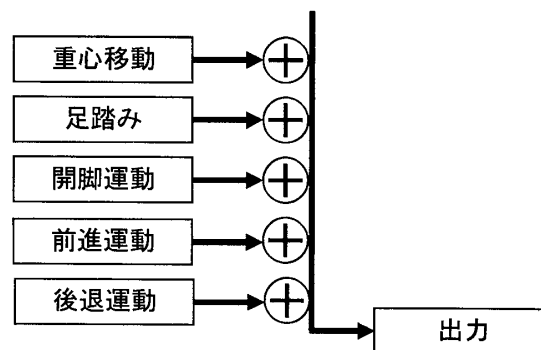 重心移動
足踏み
開脚運動
前進運動
後退運動
出力